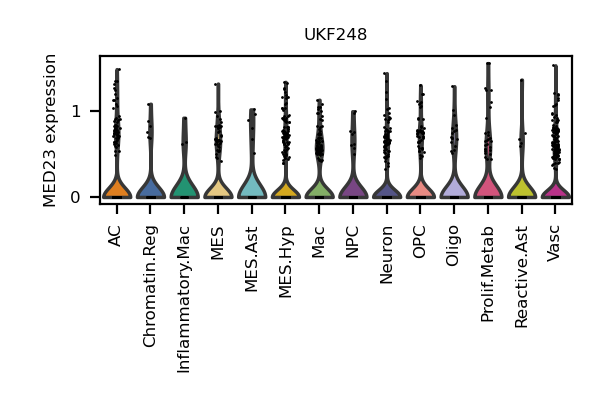 UKF248
MED23 expression
1
0
AC
Chromatin.Reg
Inflammatory.Mac
MES
MES.Ast
MES.Hyp
Mac
NPC
Neuron
OPC
Oligo
Prolif.Metab
Reactive.Ast
Vasc